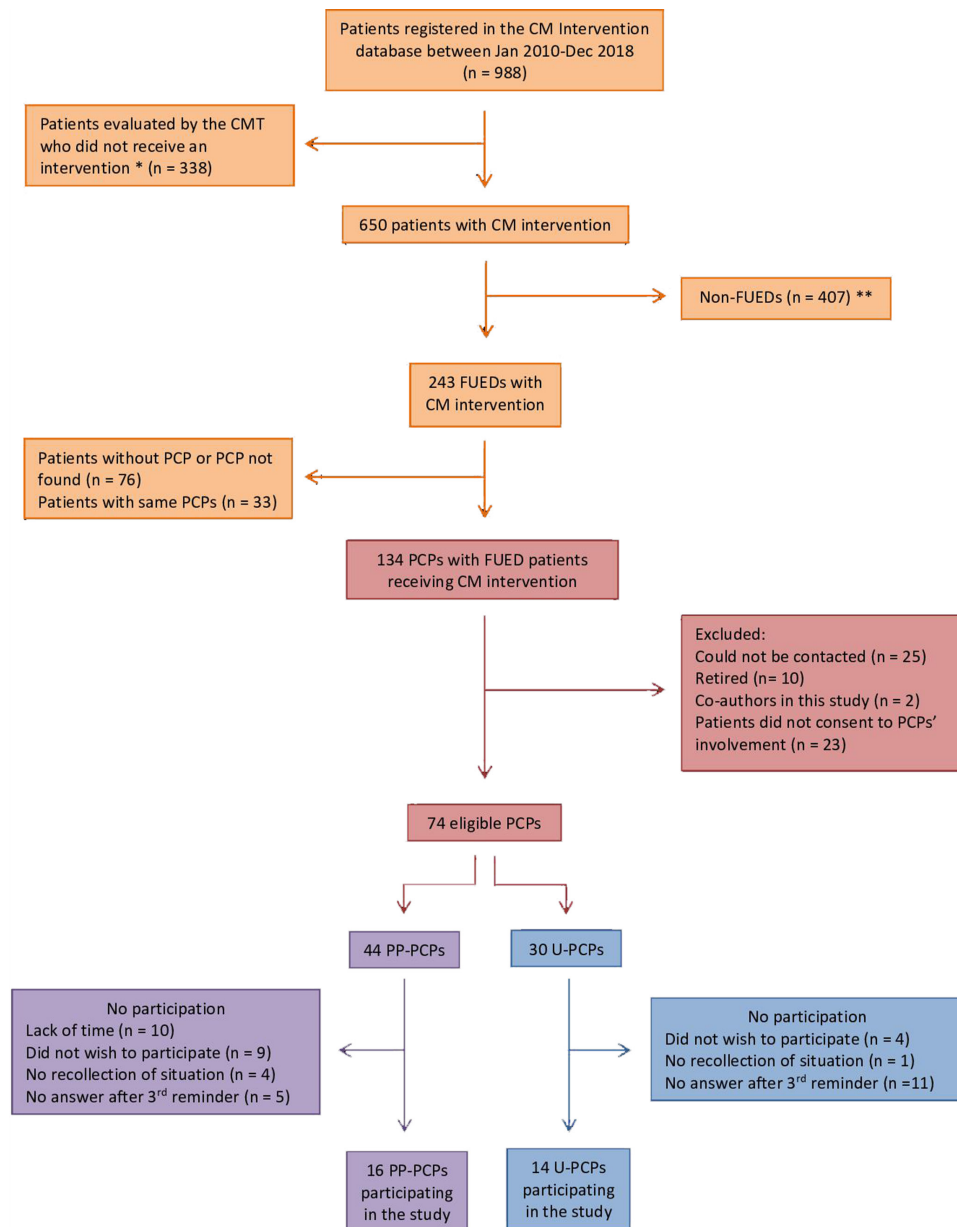 Patients registered in the CM Intervention
database between Jan 2010-Dec 2018
(n = 988)
Patients evaluated by the CMT
who did not receive an
intervention * (n = 338)
650 patients with CM intervention
Non-FUEDs (n = 407) **
243 FUEDs with
CM intervention
Patients without PCP or PCP not
found (n = 76)
Patients with same PCPs (n = 33)
134 PCPs with FUED patients
receiving CM intervention
Excluded:
Could not be contacted (n = 25)
Retired (n= 10)
Co-authors in this study (n = 2)
Patients did not consent to PCPs’
involvement (n = 23)
74 eligible PCPs
44 PP-PCPs
30 U-PCPs
No participation
Lack of time (n = 10)
Did not wish to participate (n = 9)
No recollection of situation (n = 4)
No answer after 3rd reminder (n = 5)
No participation
Did not wish to participate (n = 4)
No recollection of situation (n = 1)
No answer after 3rd reminder (n =11)
16 PP-PCPs
participating
in the study
14 U-PCPs
participating
in the study